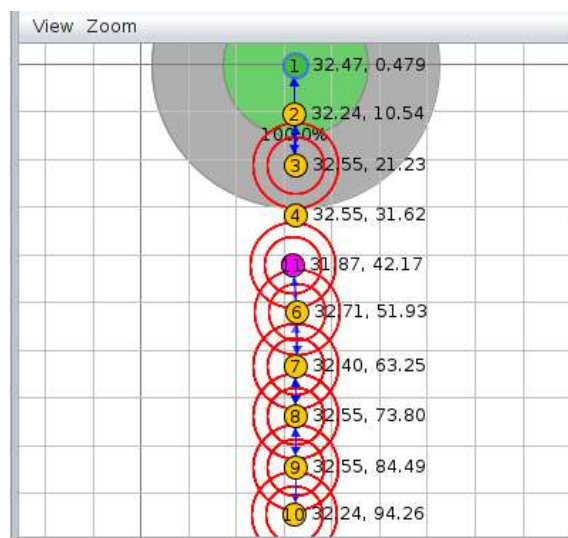 View Zoom
1 32.47, 0.479
2 32.24, 10.54
100.0%
3 32.55, 21.23
4 32.55, 31.62
11 31.87, 42.17
6 32.71, 51.93
7 32.40, 63.25
8 32.55, 73.80
9 32.55, 84.49
10 32.24, 94.26